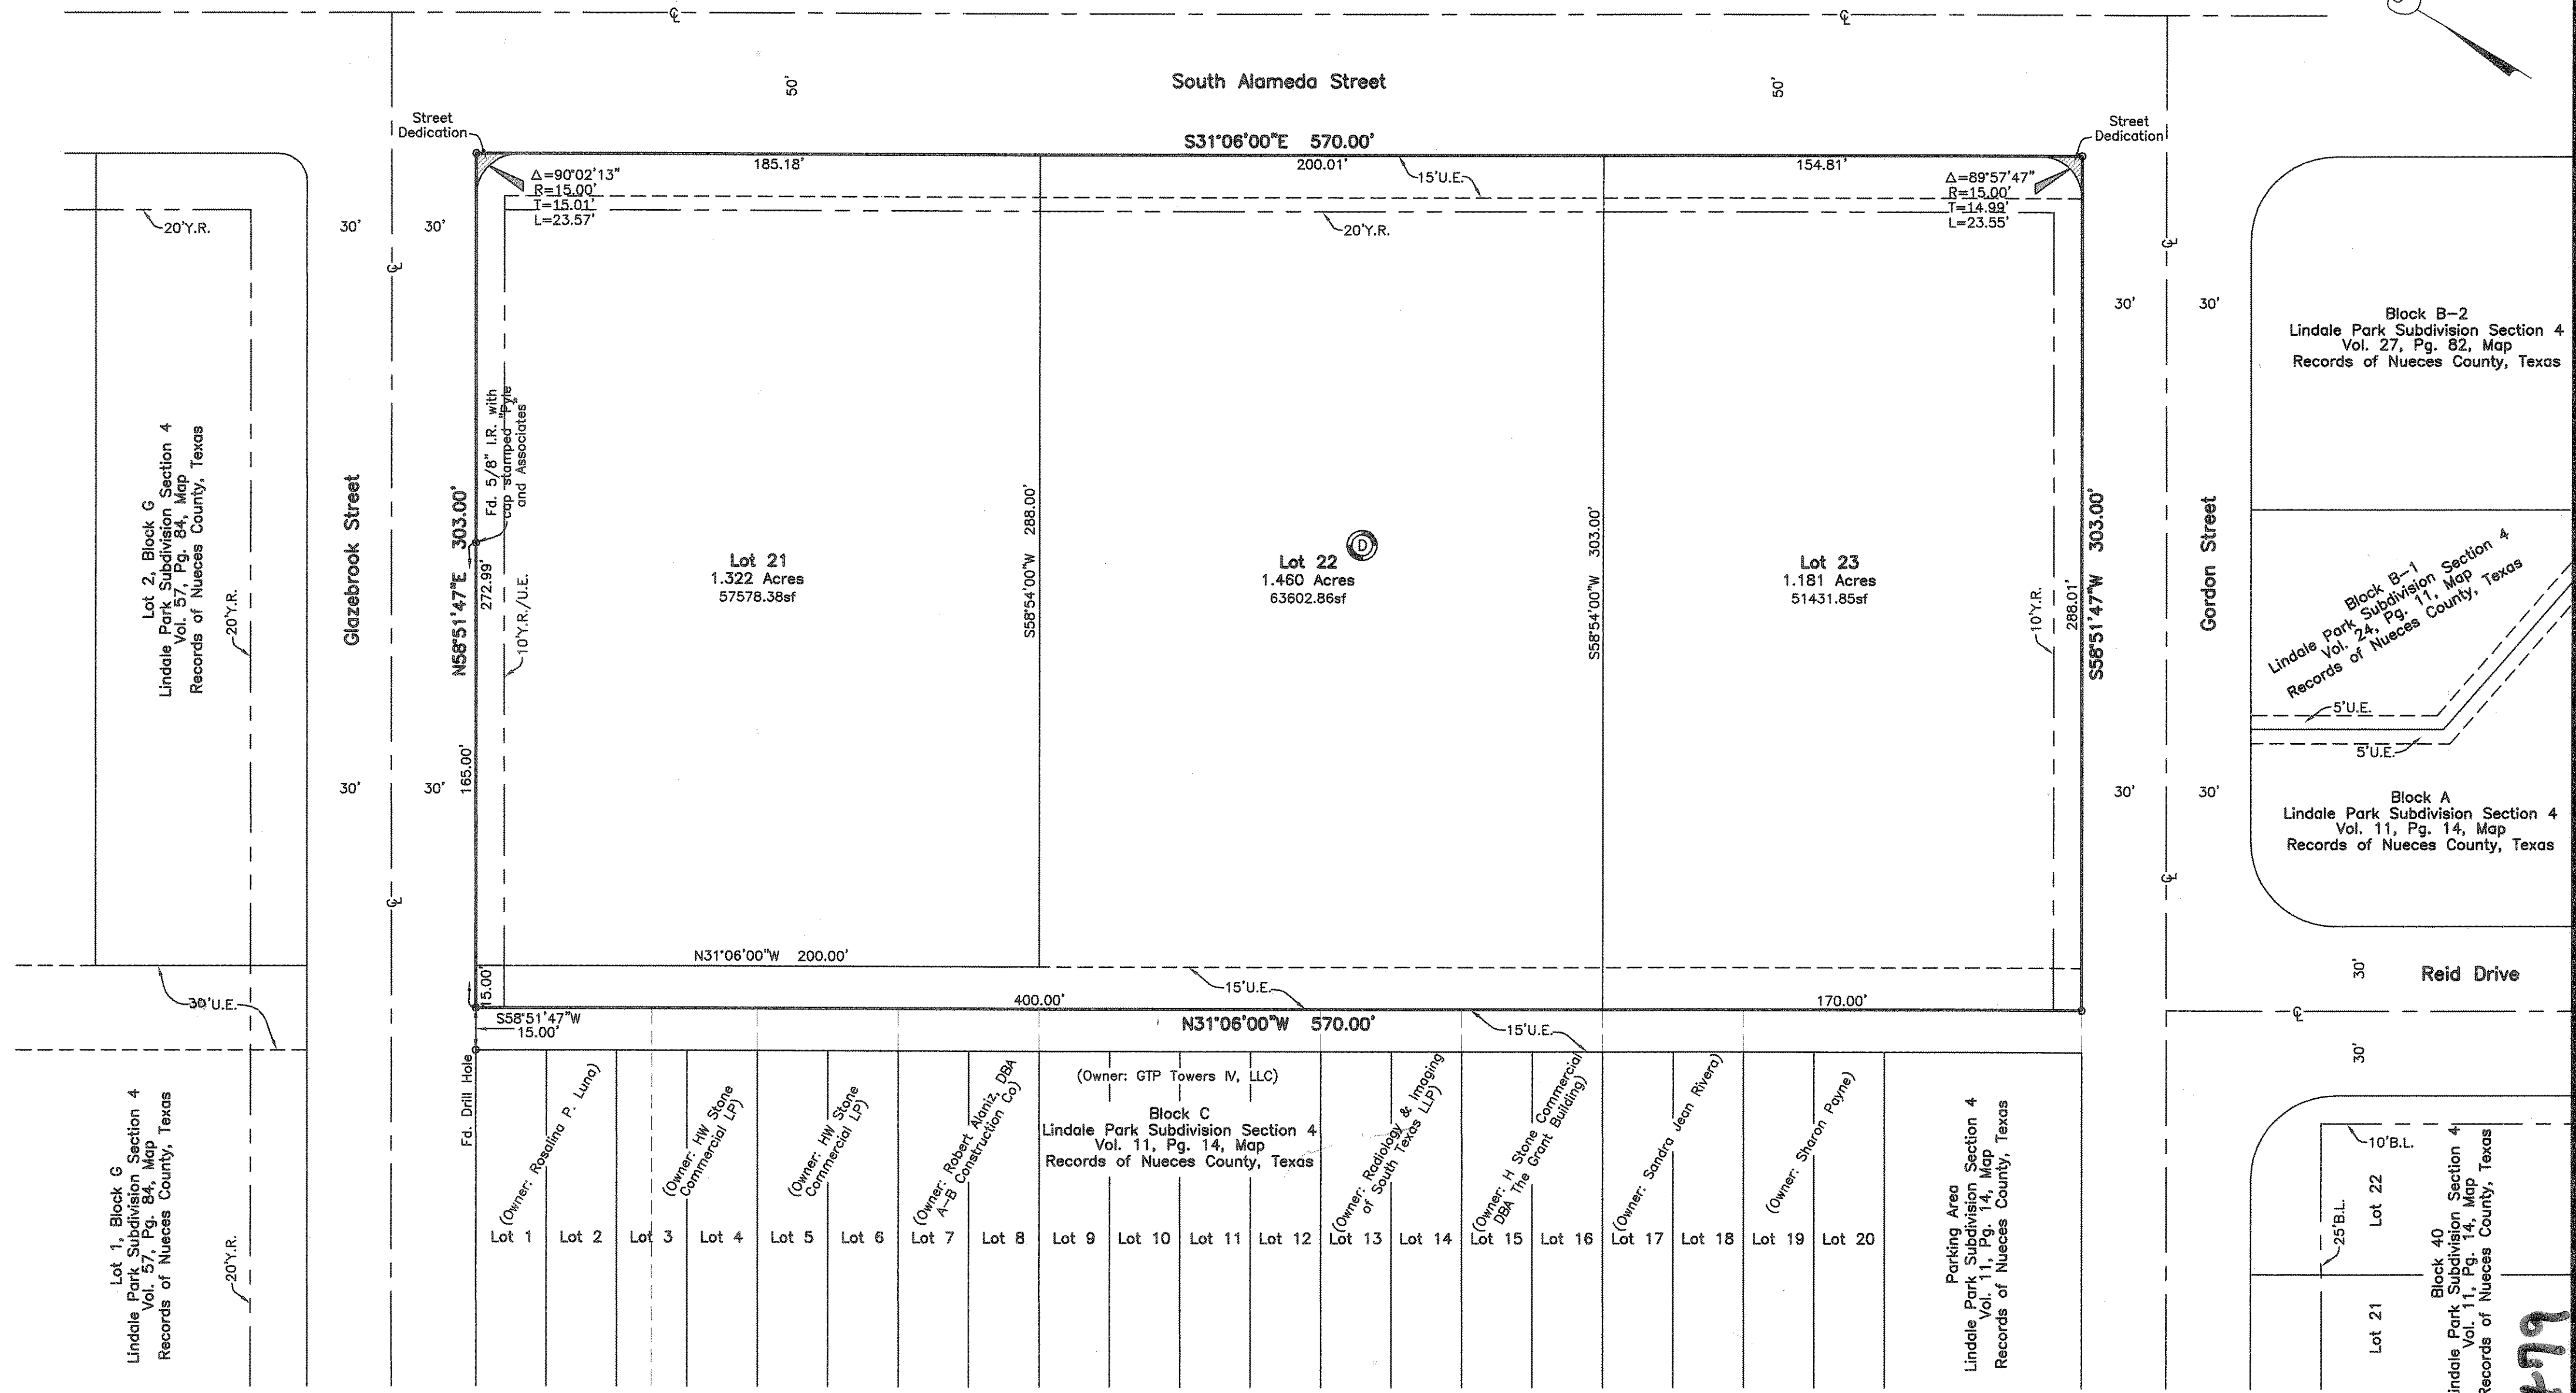 South Alameda Street
50'
50'
Street
Dedication
Street
Dedication
S31°06'00"E 570.00'
185.18'
200.01'
154.81'
15'U.E.
Δ=90°02'13"
R=15.00'
T=15.01'
L=23.57'
Δ=89°57'47"
R=15.00'
T=14.99'
L=23.55'
20'Y.R.
20'Y.R.
30'
30'
30'
30'
Fd. 5/8" I.R. with
cap stamped "Pyle
and Associates"
Lot 2, Block G
Lindale Park Subdivision Section 4
Vol. 57, Pg. 84, Map
Records of Nueces County, Texas
20'Y.R.
Glazebrook Street
N58°51'47"E 303.00'
272.99'
165.00'
10'Y.R./U.E.
Lot 21
1.322 Acres
57578.38sf
S58°54'00"W 288.00'
D
Lot 22
1.460 Acres
63602.86sf
S58°54'00"W 303.00'
Lot 23
1.181 Acres
51431.85sf
10'Y.R.
288.01'
S58°51'47"W 303.00'
Gordon Street
Block B-2
Lindale Park Subdivision Section 4
Vol. 27, Pg. 82, Map
Records of Nueces County, Texas
Block B-1
Lindale Park Subdivision Section 4
Vol. 24, Pg. 11, Map
Records of Nueces County, Texas
5'U.E.
5'U.E.
30'
30'
30'
30'
Block A
Lindale Park Subdivision Section 4
Vol. 11, Pg. 14, Map
Records of Nueces County, Texas
N31°06'00"W 200.00'
15.00'
30'U.E.
S58°51'47"W
15.00'
400.00'
15'U.E.
170.00'
N31°06'00"W 570.00'
15'U.E.
30'
Reid Drive
30'
Fd. Drill Hole
Lot 1, Block G
Lindale Park Subdivision Section 4
Vol. 57, Pg. 84, Map
Records of Nueces County, Texas
20'Y.R.
(Owner: Rosalina P. Luna)
(Owner: HW Stone
Commercial LP)
(Owner: HW Stone
Commercial LP)
(Owner: Robert Alaniz, DBA
A-B Construction Co)
(Owner: GTP Towers IV, LLC)
Block C
Lindale Park Subdivision Section 4
Vol. 11, Pg. 14, Map
Records of Nueces County, Texas
(Owner: Radiology & Imaging
of South Texas LLP)
(Owner: H Stone Commercial
DBA The Grant Building)
(Owner: Sandra Jean Rivera)
(Owner: Sharon Payne)
Lot 1 Lot 2 Lot 3 Lot 4 Lot 5 Lot 6 Lot 7 Lot 8 Lot 9 Lot 10 Lot 11 Lot 12 Lot 13 Lot 14 Lot 15 Lot 16 Lot 17 Lot 18 Lot 19 Lot 20
Parking Area
Lindale Park Subdivision Section 4
Vol. 11, Pg. 14, Map
Records of Nueces County, Texas
10'B.L.
25'B.L.
Lot 22
Lot 21
Block 40
Lindale Park Subdivision Section 4
Vol. 11, Pg. 14, Map
Records of Nueces County, Texas